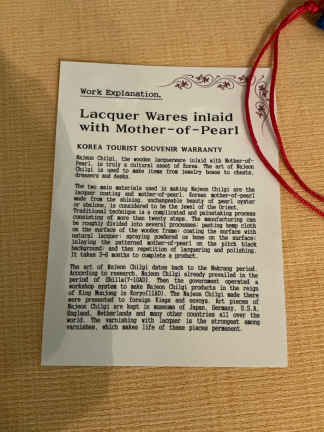 Work Explanation.
Lacquer Wares inlaid
with Mother-of-Pearl
KOREA TOURIST SOUVENIR WARRANTY
Najeon Chilgi, the wooden lacquerware inlaid with Mother-of-
Pearl, is truly a cultural asset of Korea. The art of Najeon
Chilgi is used to make items from jewelry boxes to chests,
dressers and desks.
The two main materials used in making Najeon Chilgi are the
lacquer coating and mother-of-pearl. Korean mother-of-pearl
made from the shining, unchangeable beauty of pearl oyster
or abalone, is considered to be the Jewel of the Orient.
Traditional technique is a complicated and painstaking process
consisting of more than twenty steps. The manufacturing can
be roughly divided into several processes: pasting hemp cloth
on the surface of the wooden frame: coating the surface with
natural lacquer: spraying powdered on bone on the surface:
inlaying the patterned mother-of-pearl on the pitch black
background: and then repetition of lacquering and polishing.
It takes 3-6 months to complete a product.
The art of Najeon Chilgi dates back to the Nakrang period.
According to research, Najeon Chilgi already prevailed in the
period of Shilla(7-10AD). Then the government operated a
workshop system to make Najeon Chilgi products in the reign
of King Munjong in Koryo(11AD). The Najeon Chilgi made there
were presented to foreign Kings and envoys. Art pieces of
Najeon Chilgi are kept in museums of Japan, Germany, U.S.A,
England, Netherlands and many other countries all over the
world. The varnishing with lacquer is the strongest among
varnishes, which makes life of these pieces permanent.